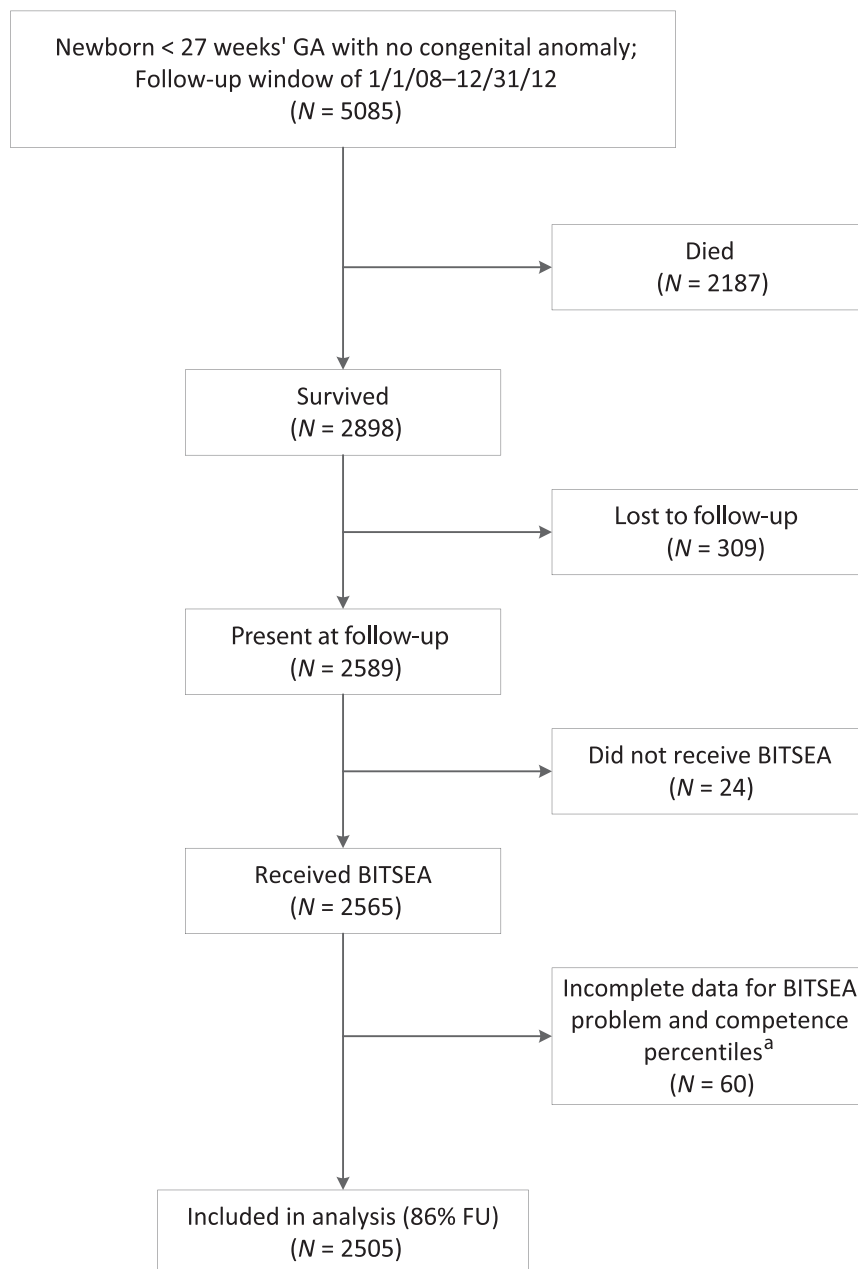 Newborn < 27 weeks' GA with no congenital anomaly;
Follow-up window of 1/1/08–12/31/12
(N = 5085)
Died
(N = 2187)
Survived
(N = 2898)
Lost to follow-up
(N = 309)
Present at follow-up
(N = 2589)
Did not receive BITSEA
(N = 24)
Received BITSEA
(N = 2565)
Incomplete data for BITSEA
problem and competence
percentilesᵃ
(N = 60)
Included in analysis (86% FU)
(N = 2505)